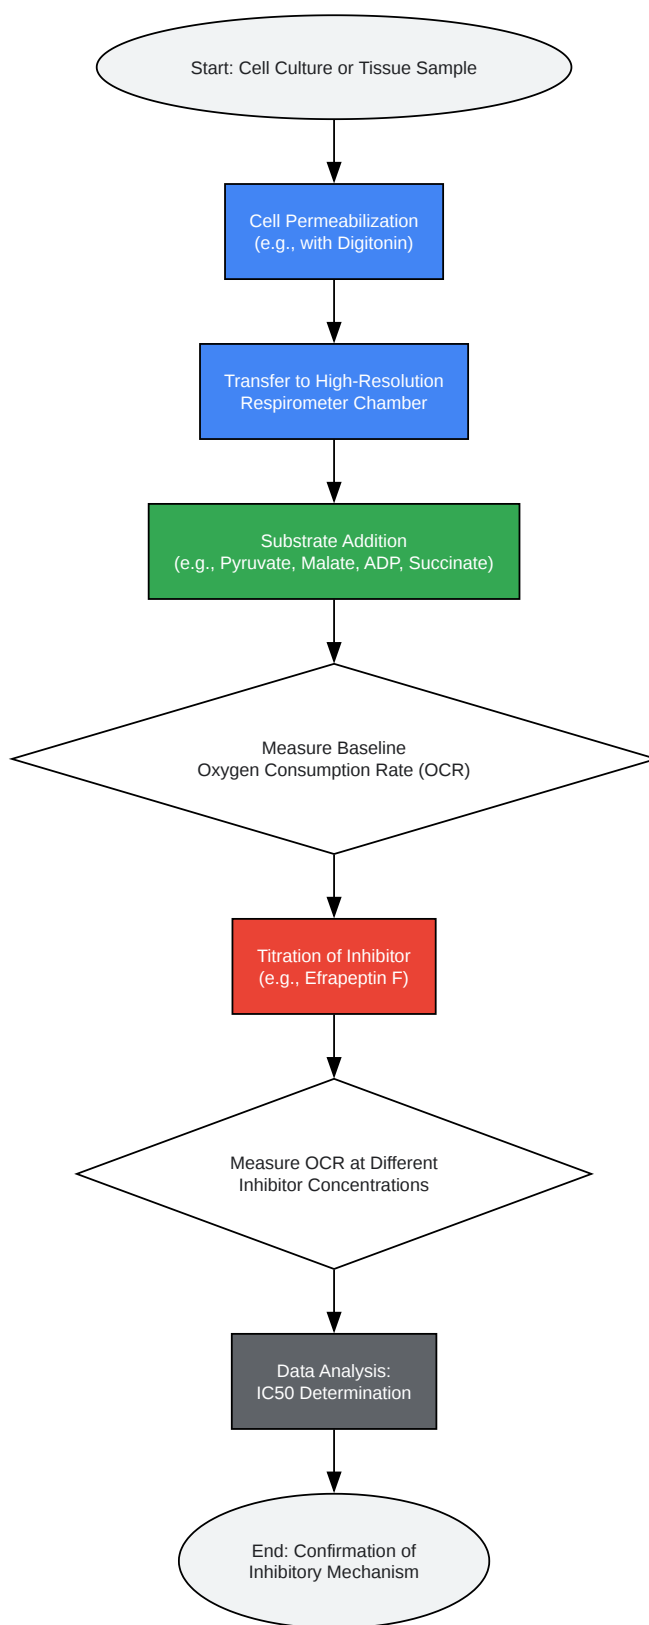 Start: Cell Culture or Tissue Sample
Cell Permeabilization
(e.g., with Digitonin)
Transfer to High-Resolution
Respirometer Chamber
Substrate Addition
(e.g., Pyruvate, Malate, ADP, Succinate)
Measure Baseline
Oxygen Consumption Rate (OCR)
Titration of Inhibitor
(e.g., Efrapeptin F)
Measure OCR at Different
Inhibitor Concentrations
Data Analysis:
IC50 Determination
End: Confirmation of
Inhibitory Mechanism